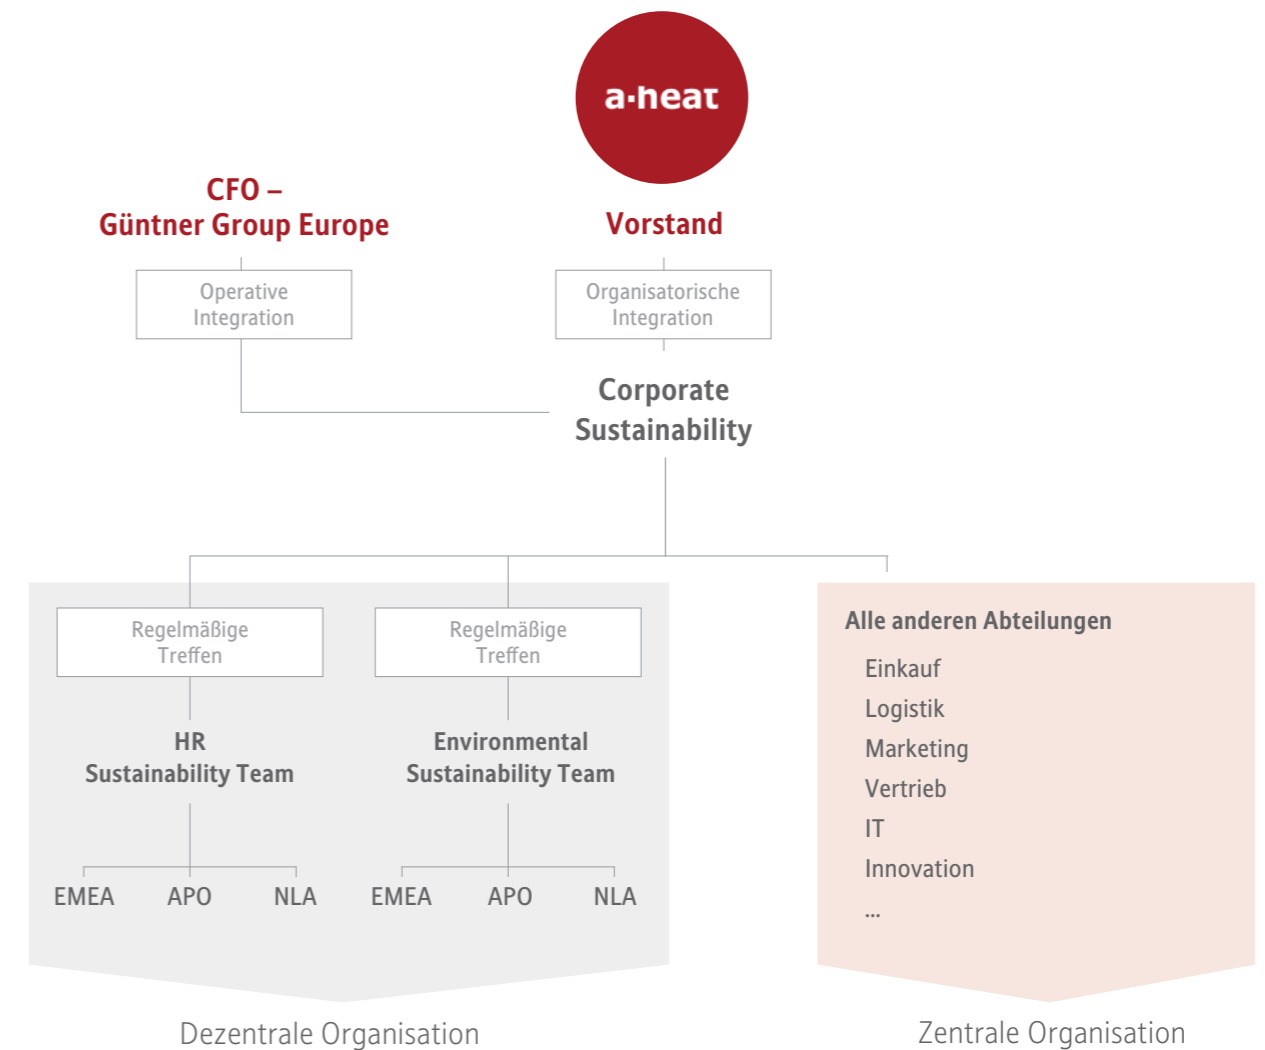 a·heat
CFO –
Güntner Group Europe
Vorstand
Operative
Integration
Organisatorische
Integration
Corporate
Sustainability
Regelmäßige
Treffen
Regelmäßige
Treffen
HR
Sustainability Team
Environmental
Sustainability Team
EMEA APO NLA
EMEA APO NLA
Alle anderen Abteilungen
Einkauf
Logistik
Marketing
Vertrieb
IT
Innovation
...
Dezentrale Organisation
Zentrale Organisation